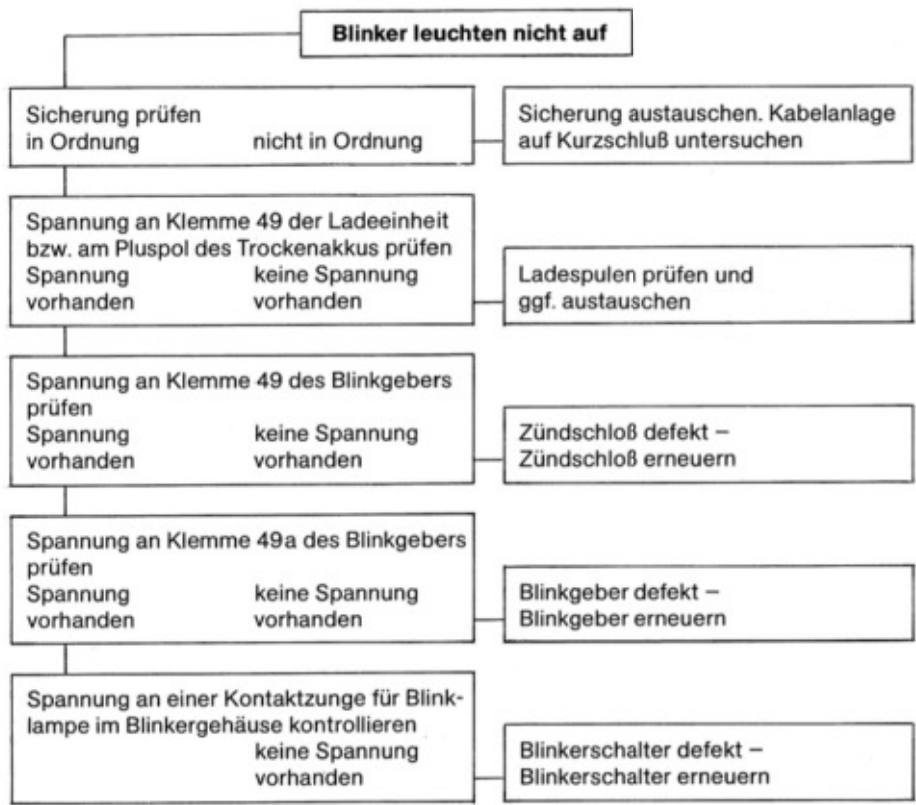 Blinker leuchten nicht auf
Sicherung prüfen
in Ordnung nicht in Ordnung
Sicherung austauschen. Kabelanlage
auf Kurzschluß untersuchen
Spannung an Klemme 49 der Ladeeinheit
bzw. am Pluspol des Trockenakkus prüfen
Spannung keine Spannung
vorhanden vorhanden
Ladespulen prüfen und
ggf. austauschen
Spannung an Klemme 49 des Blinkgebers
prüfen
Spannung keine Spannung
vorhanden vorhanden
Zündschloß defekt –
Zündschloß erneuern
Spannung an Klemme 49a des Blinkgebers
prüfen
Spannung keine Spannung
vorhanden vorhanden
Blinkgeber defekt –
Blinkgeber erneuern
Spannung an einer Kontaktzunge für Blink-
lampe im Blinkergehäuse kontrollieren
keine Spannung
vorhanden
Blinkerschalter defekt –
Blinkerschalter erneuern